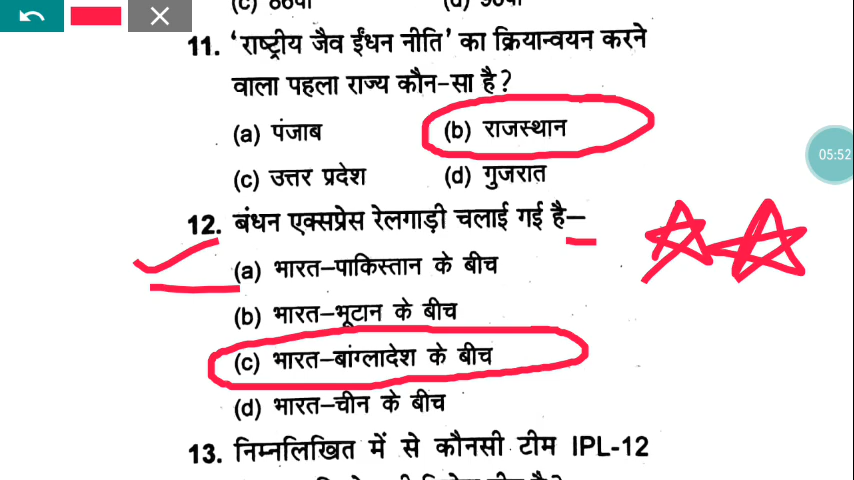 11. 'राष्ट्रीय जैव ईंधन नीति' का क्रियान्वयन करने
वाला पहला राज्य कौन-सा है?
(a) पंजाब (b) राजस्थान
(c) उत्तर प्रदेश (d) गुजरात
05:52
12. बंधन एक्सप्रेस रेलगाड़ी चलाई गई है—
(a) भारत–पाकिस्तान के बीच
(b) भारत–भूटान के बीच
(c) भारत–बांग्लादेश के बीच
(d) भारत–चीन के बीच
13. निम्नलिखित में से कौनसी टीम IPL-12